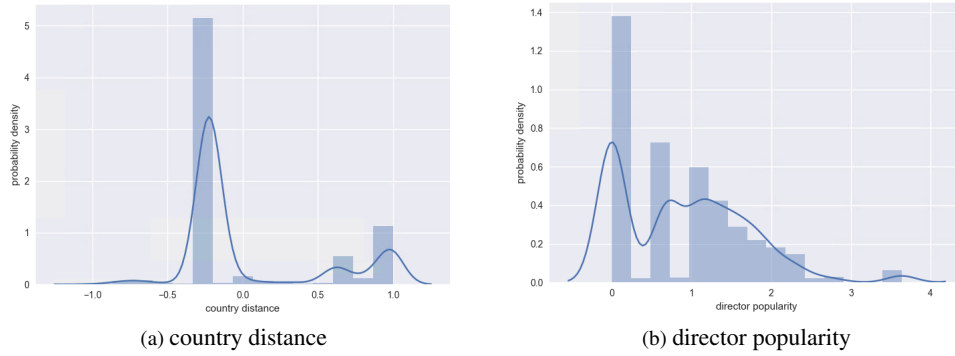 5
4
3
2
1
0
probability density
−1.0 −0.5 0.0 0.5 1.0
country distance
(a) country distance
1.4
1.2
1.0
0.8
0.6
0.4
0.2
0.0
probability density
0 1 2 3 4
director popularity
(b) director popularity